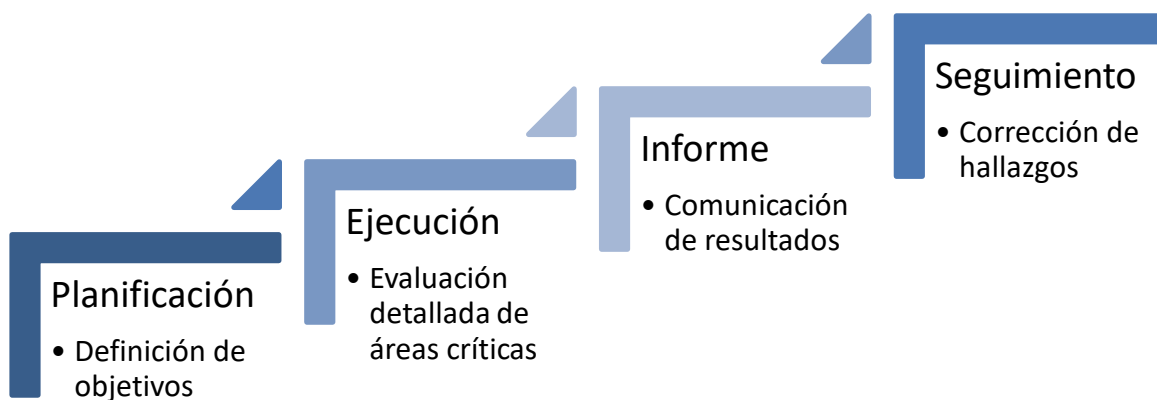 Planificación
• Definición de
objetivos
Ejecución
• Evaluación
detallada de
áreas críticas
Informe
• Comunicación
de resultados
Seguimiento
• Corrección de
hallazgos